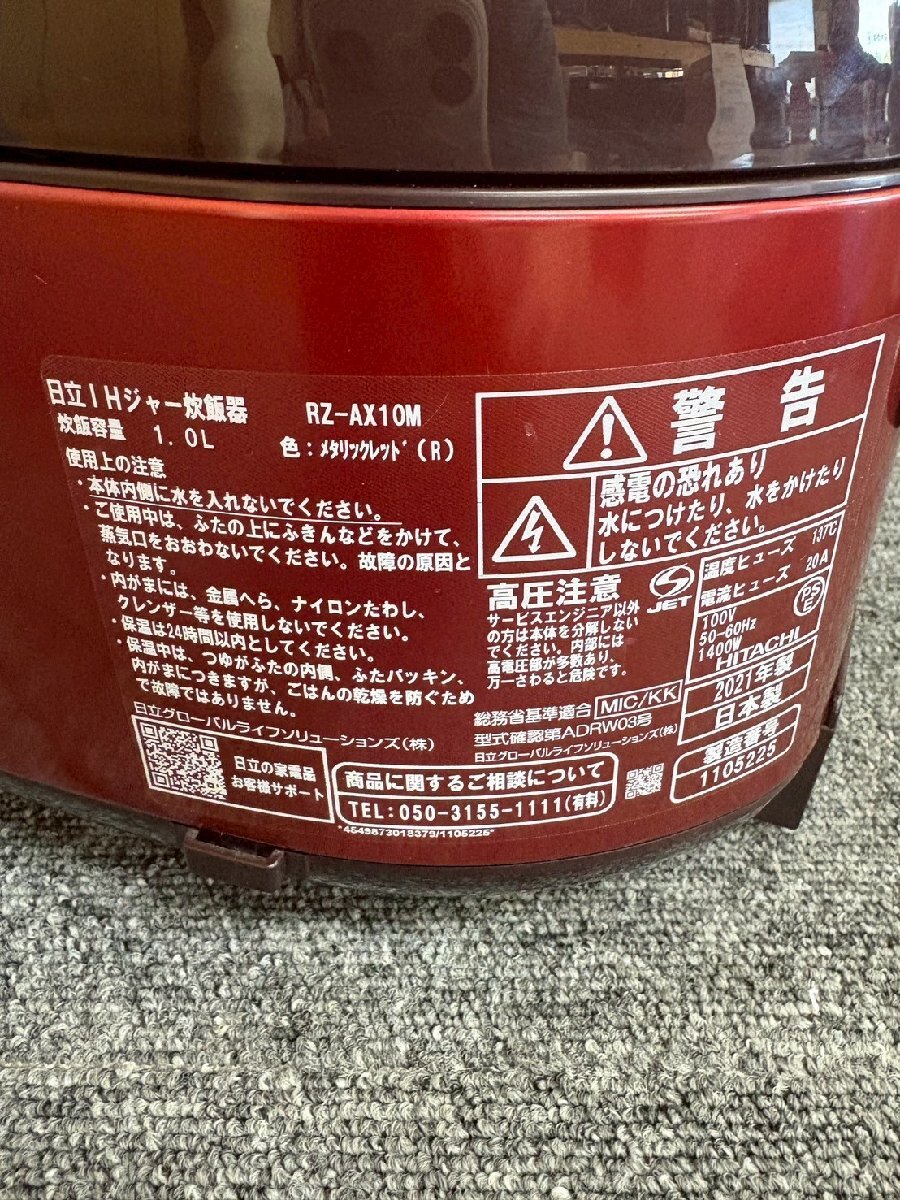 日立IHジャー炊飯器 RZ-AX10M
炊飯容量 1.0L 色:メタリックレッド(R)
使用上の注意
・本体内側に水を入れないでください。
・ご使用中は、ふたの上にふきんなどをかけて、
蒸気口をおおわないでください。故障の原因と
なります。
・内がまには、金属へら、ナイロンたわし、
クレンザー等を使用しないでください。
・保温は24時間以内としてください。
・保温中は、つゆがふたの内側、ふたパッキン、
内がまにつきますが、ごはんの乾燥を防ぐため
で故障ではありません。
日立グローバルライフソリューションズ(株)
日立の家電品
お客様サポート
商品に関するご相談について
TEL:050-3155-1111(有料)
*4549873018379/1105225*
警告
感電の恐れあり
水につけたり、水をかけたり
しないでください。
高圧注意
サービスエンジニア以外
の方は本体を分解しない
でください。内部には
高電圧部が多数あり、
万一さわると危険です。
S
JET
温度ヒューズ 137℃
電流ヒューズ 20A
100V
50-60Hz
1400W
PS
E
HITACHI
2021年製
日本製
総務省基準適合 MIC/KK
型式確認第ADRW03号
日立グローバルライフソリューションズ(株)
製造番号
1105225